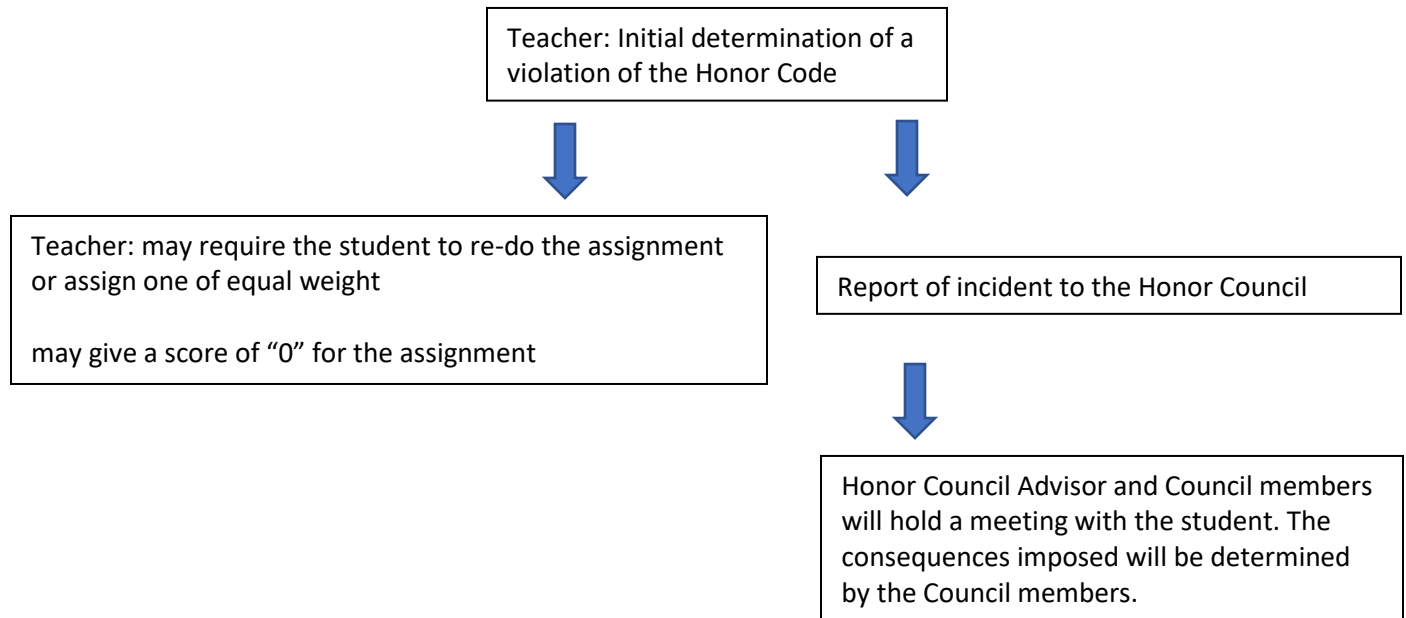 Teacher: Initial determination of a
violation of the Honor Code
Teacher: may require the student to re-do the assignment
or assign one of equal weight
may give a score of “0” for the assignment
Report of incident to the Honor Council
Honor Council Advisor and Council members
will hold a meeting with the student. The
consequences imposed will be determined
by the Council members.